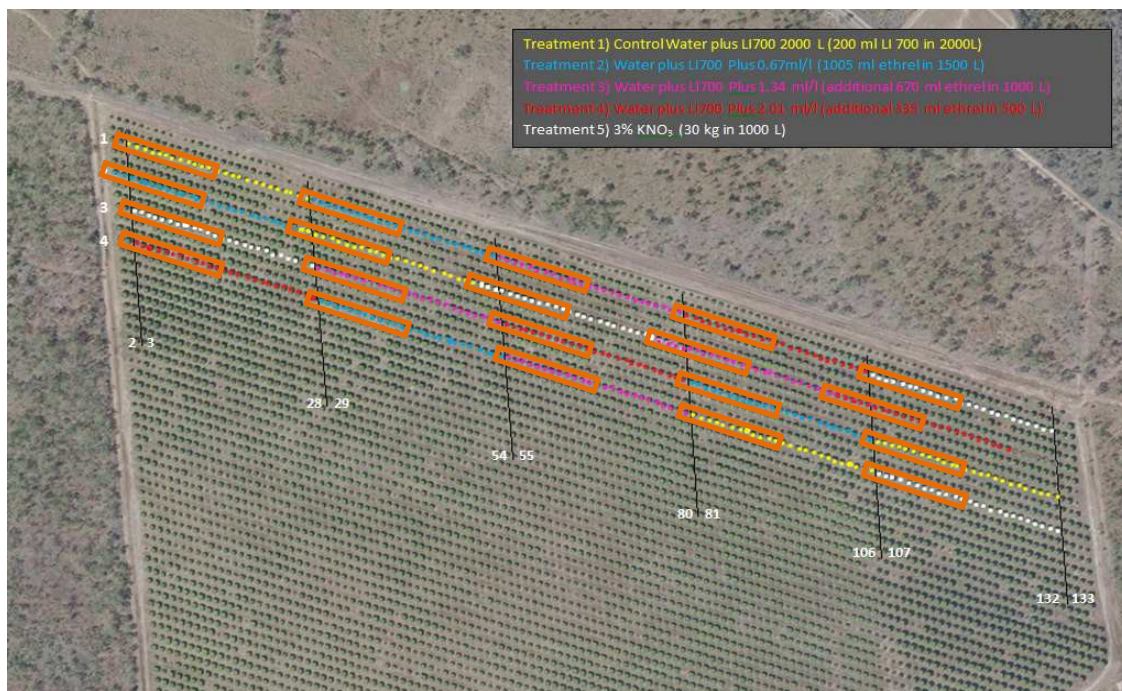 Treatment 1) Control Water plus LI700 2000 L (200 ml LI 700 in 2000L)
Treatment 2) Water plus LI700 Plus 0.67ml/l (1005 ml ethrel in 1500 L)
Treatment 3) Water plus LI700 Plus 1.34 ml/l (additional 670 ml ethrel in 1000 L)
Treatment 4) Water plus LI700 Plus 2.01 ml/l (additional 335 ml ethrel in 500 L)
Treatment 5) 3% KNO₃ (30 kg in 1000 L)
1
3
4
2 3
28 29
54 55
80 81
106 107
132 133